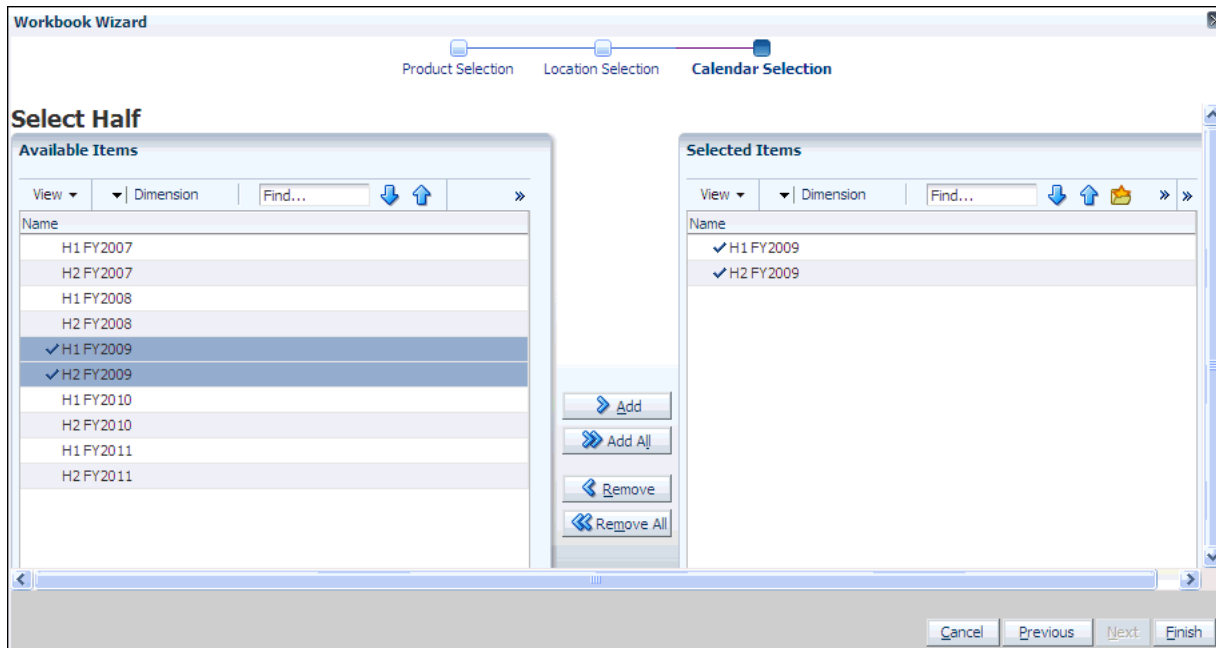 Workbook Wizard
Product Selection Location Selection Calendar Selection
Select Half
Available Items
View Dimension Find... »
Name
H1 FY2007
H2 FY2007
H1 FY2008
H2 FY2008
H1 FY2009
H2 FY2009
H1 FY2010
H2 FY2010
H1 FY2011
H2 FY2011
Add
Add All
Remove
Remove All
Selected Items
View Dimension Find... » »
Name
H1 FY2009
H2 FY2009
Cancel Previous Next Finish